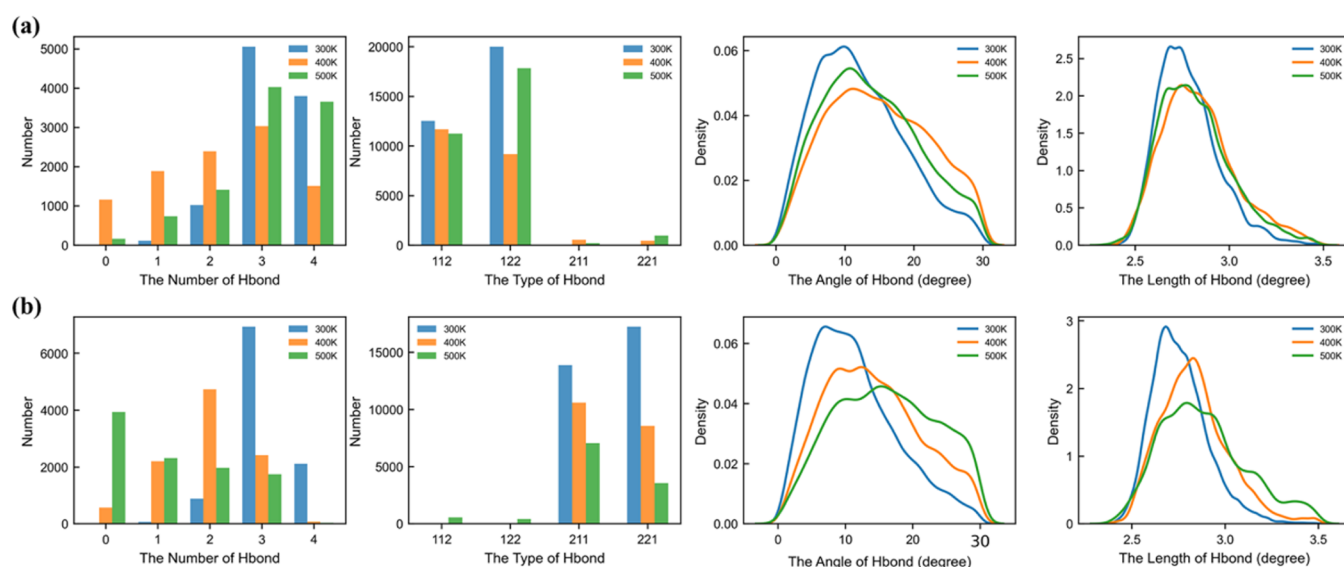 (a)
5000
4000
3000
2000
1000
0
Number
0 1 2 3 4
The Number of Hbond
300K
400K
500K
20000
15000
10000
5000
0
Number
112 122 211 221
The Type of Hbond
300K
400K
500K
0.06
0.04
0.02
0.00
Density
0 10 20 30
The Angle of Hbond (degree)
300K
400K
500K
2.5
2.0
1.5
1.0
0.5
0.0
Density
2.5 3.0 3.5
The Length of Hbond (degree)
300K
400K
500K
(b)
6000
4000
2000
0
Number
0 1 2 3 4
The Number of Hbond
300K
400K
500K
15000
10000
5000
0
Number
112 122 211 221
The Type of Hbond
300K
400K
500K
0.06
0.04
0.02
0.00
Density
0 10 20 30
The Angle of Hbond (degree)
300K
400K
500K
3
2
1
0
Density
2.5 3.0 3.5
The Length of Hbond (degree)
300K
400K
500K